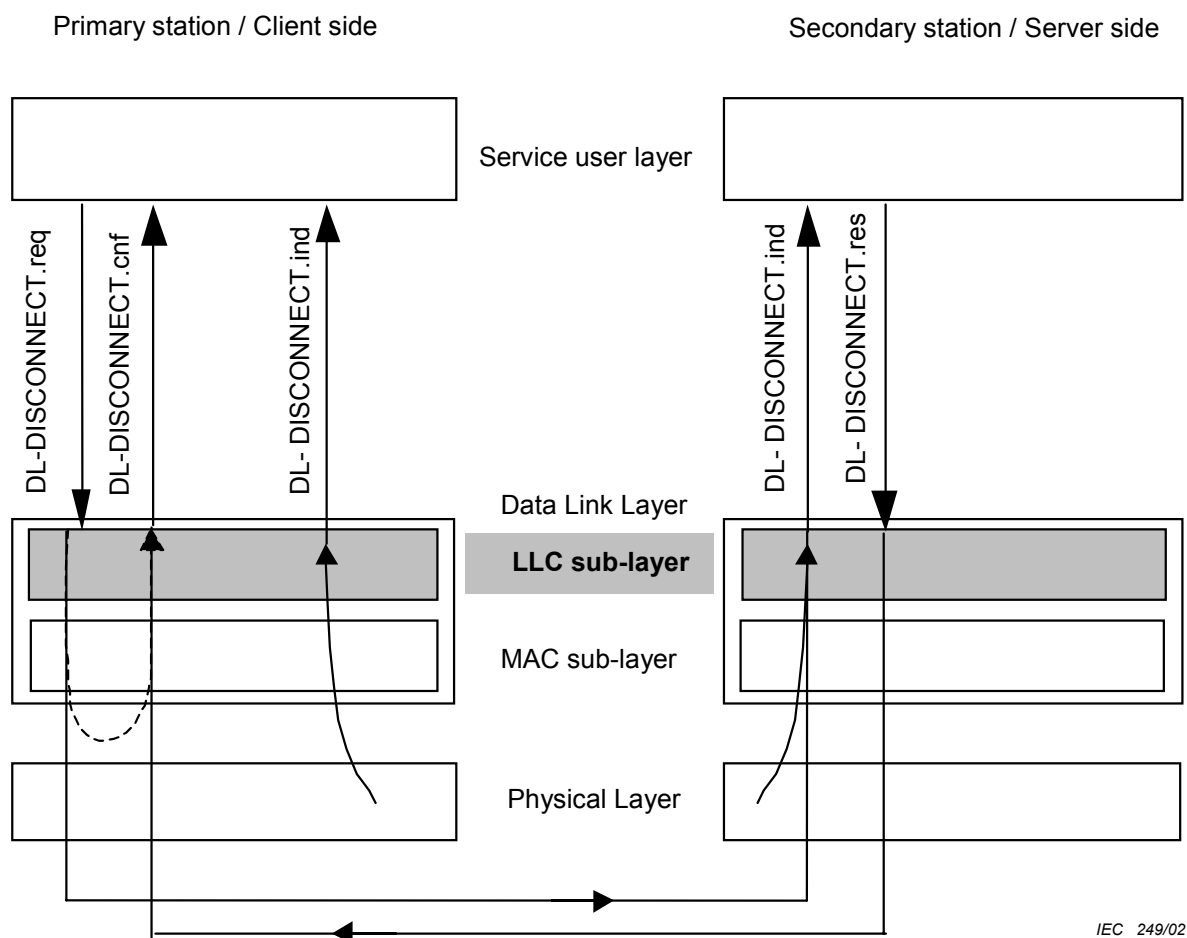 Primary station / Client side
Secondary station / Server side
Service user layer
DL-DISCONNECT.req
DL-DISCONNECT.cnf
DL- DISCONNECT.ind
DL- DISCONNECT.ind
DL- DISCONNECT.res
Data Link Layer
LLC sub-layer
MAC sub-layer
Physical Layer
IEC 249/02